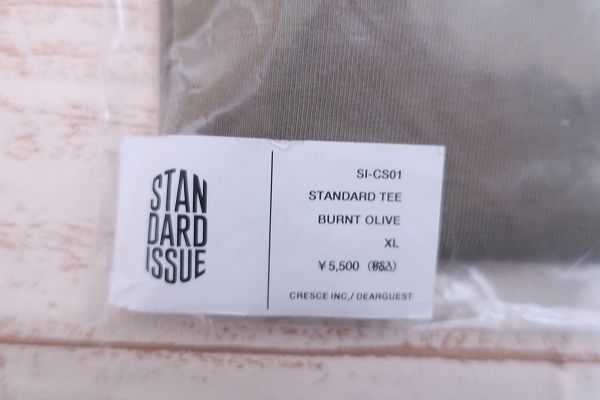 STAN
DARD
ISSUE
SI-CS01
STANDARD TEE
BURNT OLIVE
XL
￥5,500（税込）
CRESCE INC,/ DEARGUEST